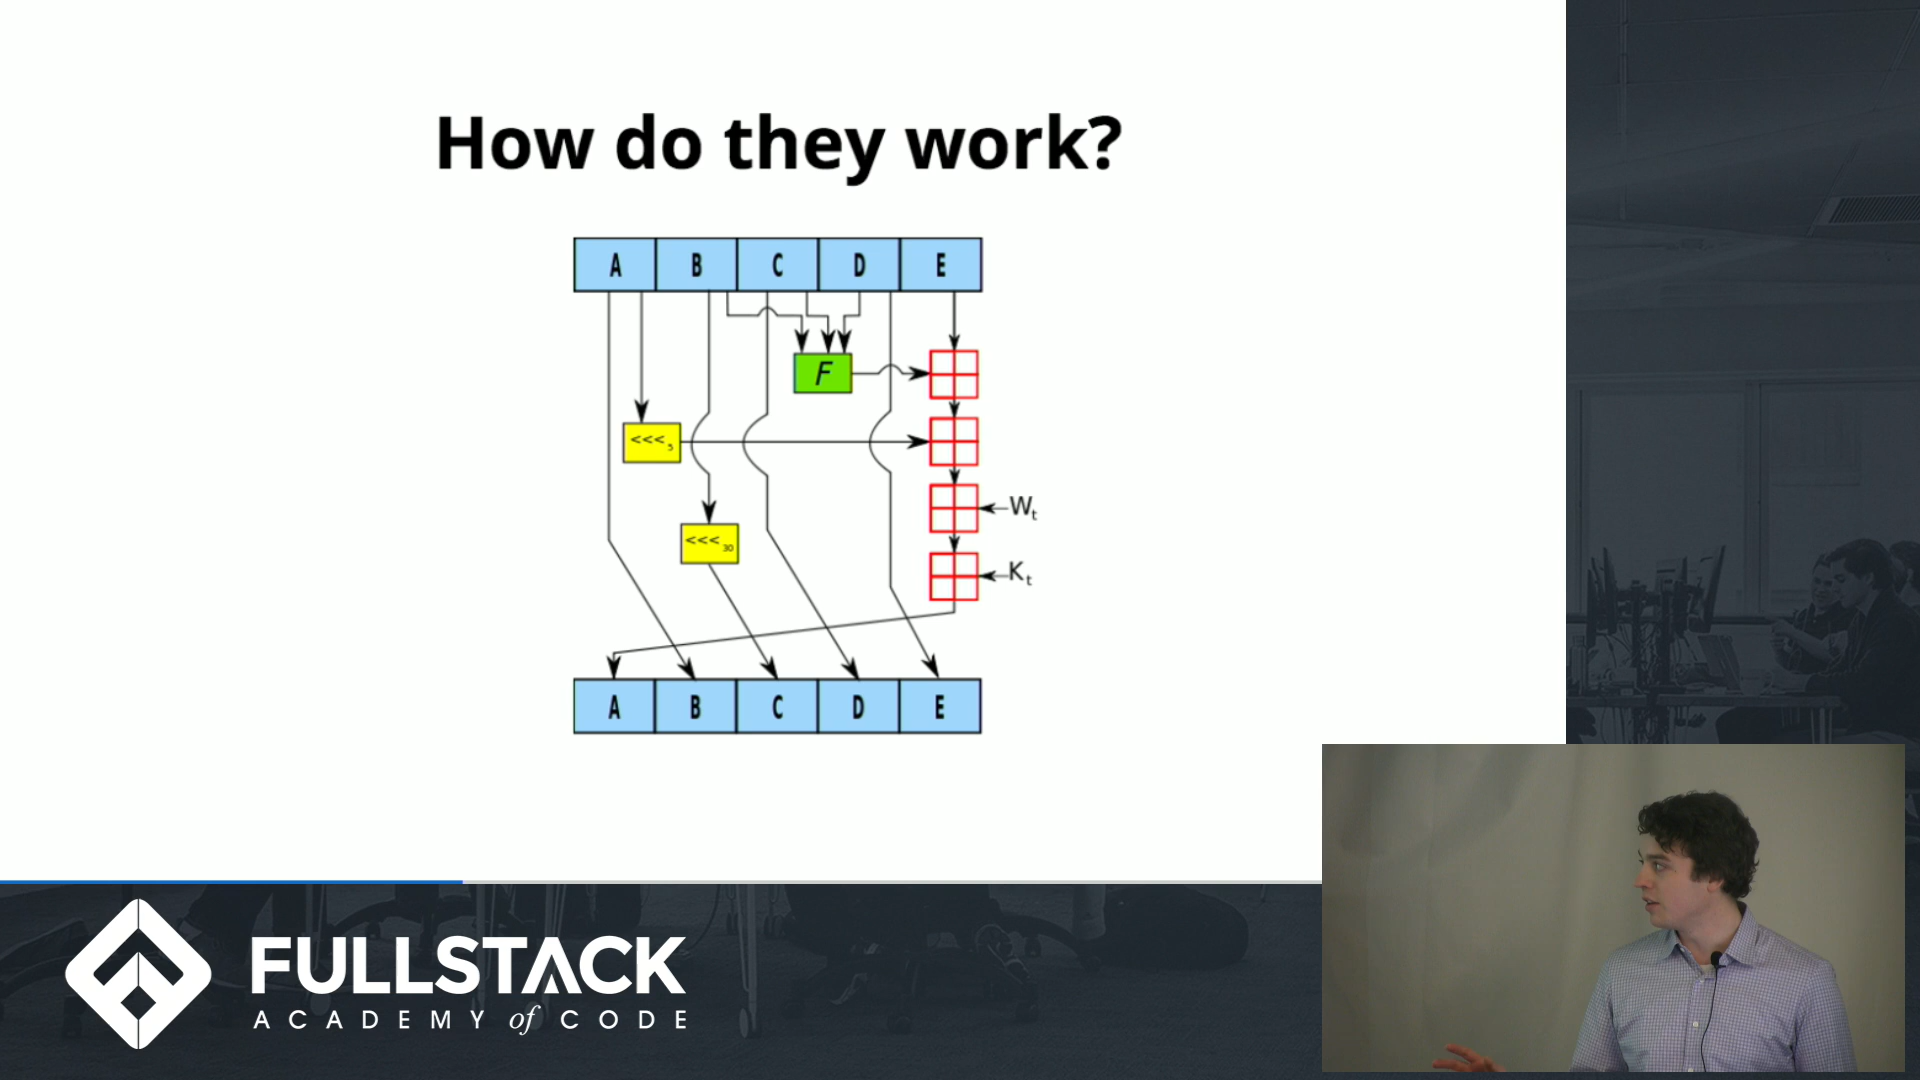 How do they work?
A B C D E
F
<<<5
<<<30
Wt
Kt
A B C D E
FULLSTACK
ACADEMY of CODE